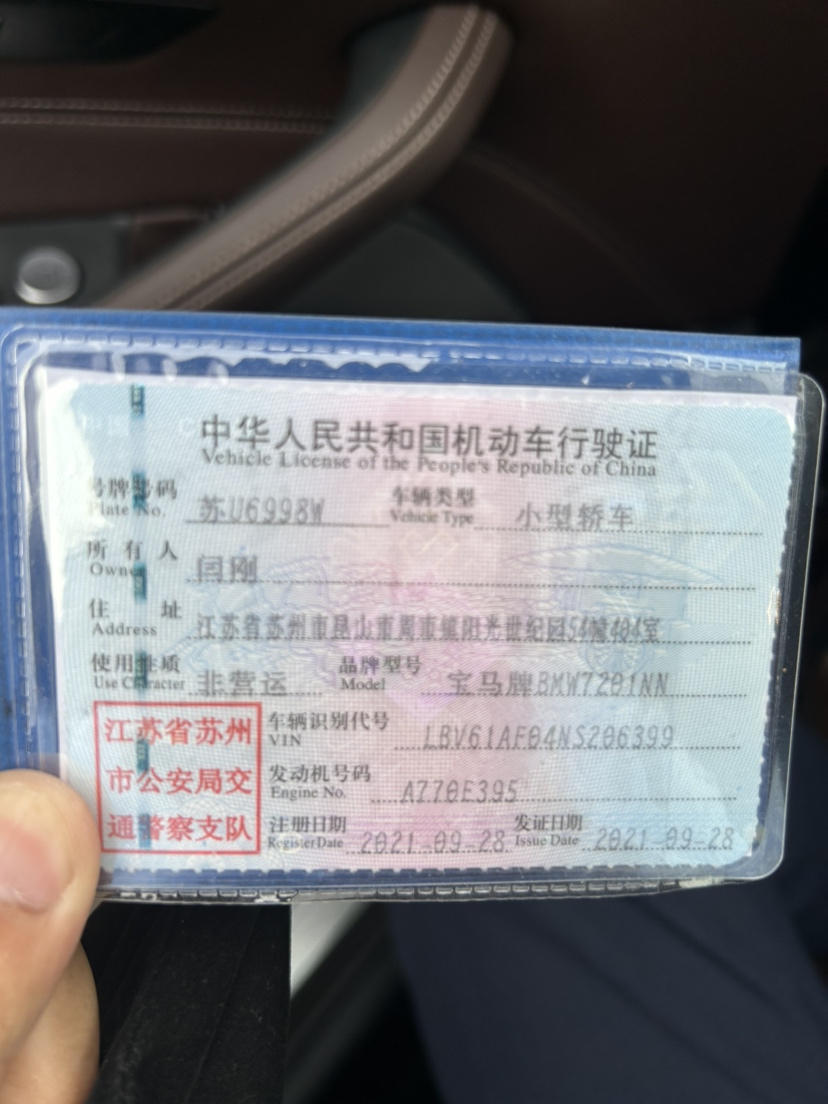 中华人民共和国机动车行驶证
Vehicle License of the People's Republic of China
号牌号码 苏U6998W 车辆类型 小型轿车
Plate No. Vehicle Type
所有人 闫刚
Owner
住址 江苏省苏州市昆山市周市镇阳光世纪园54幢404室
Address
使用性质 非营运 品牌型号 宝马牌BMW7201NN
Use Character Model
江苏省苏州 车辆识别代号 LBV61AF04NS206399
VIN
市公安局交 发动机号码 A770E395
Engine No.
通警察支队 注册日期 2021-09-28 发证日期 2021-09-28
Register Date Issue Date